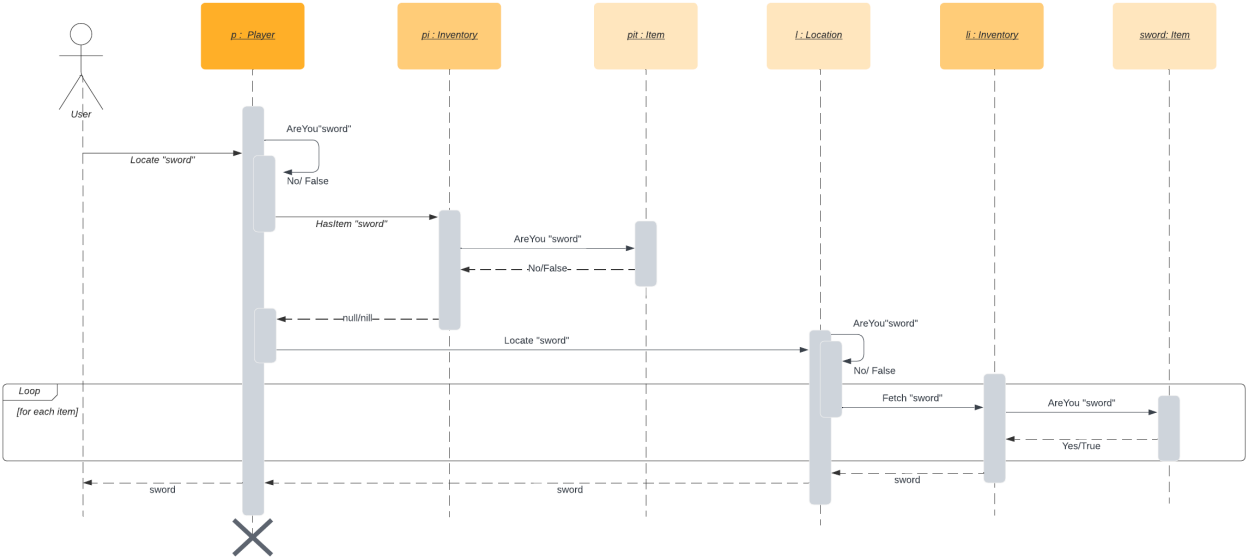 p : Player
pi : Inventory
pit : Item
l : Location
li : Inventory
sword: Item
User
AreYou"sword"
Locate "sword"
No/ False
HasItem "sword"
AreYou "sword"
No/False
null/nill
AreYou"sword"
Locate "sword"
No/ False
Loop
[for each item]
Fetch "sword"
AreYou "sword"
Yes/True
sword
sword
sword